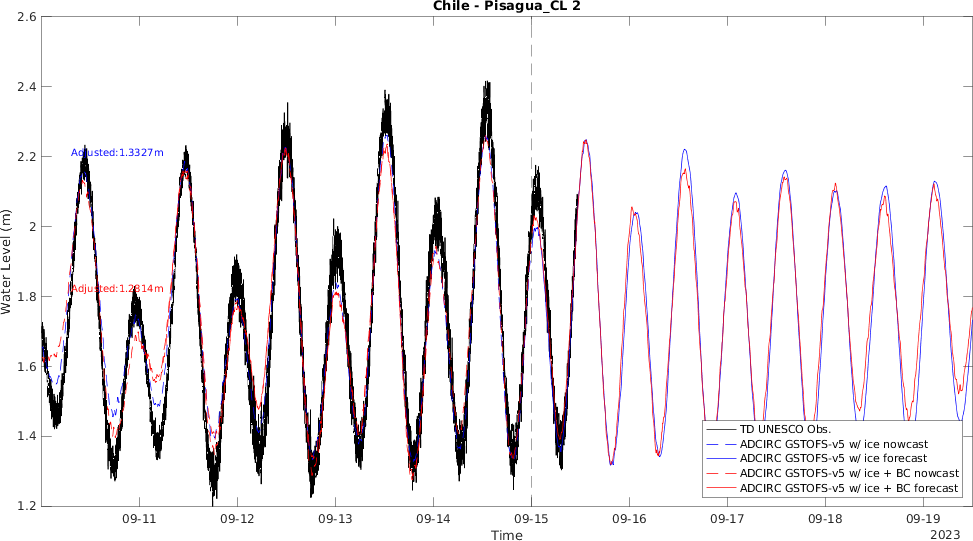 Chile - Pisagua_CL 2
2.6
2.4
2.2
2
1.8
1.6
1.4
1.2
Water Level (m)
Adjusted:1.3327m
Adjusted:1.2814m
TD UNESCO Obs.
ADCIRC GSTOFS-v5 w/ ice nowcast
ADCIRC GSTOFS-v5 w/ ice forecast
ADCIRC GSTOFS-v5 w/ ice + BC nowcast
ADCIRC GSTOFS-v5 w/ ice + BC forecast
09-11 09-12 09-13 09-14 09-15 09-16 09-17 09-18 09-19
Time
2023